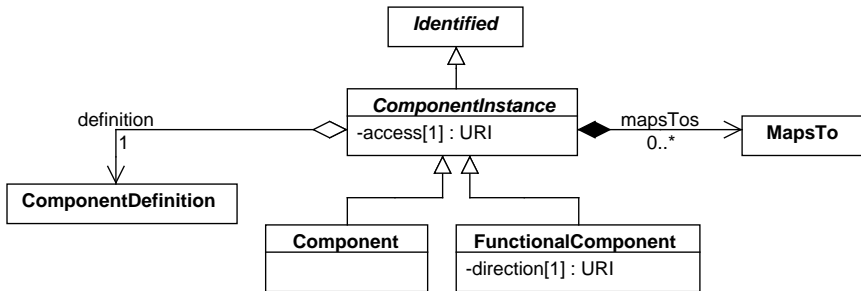 Identified
ComponentInstance
-access[1] : URI
definition
1
mapsTos
0..*
MapsTo
ComponentDefinition
Component
FunctionalComponent
-direction[1] : URI